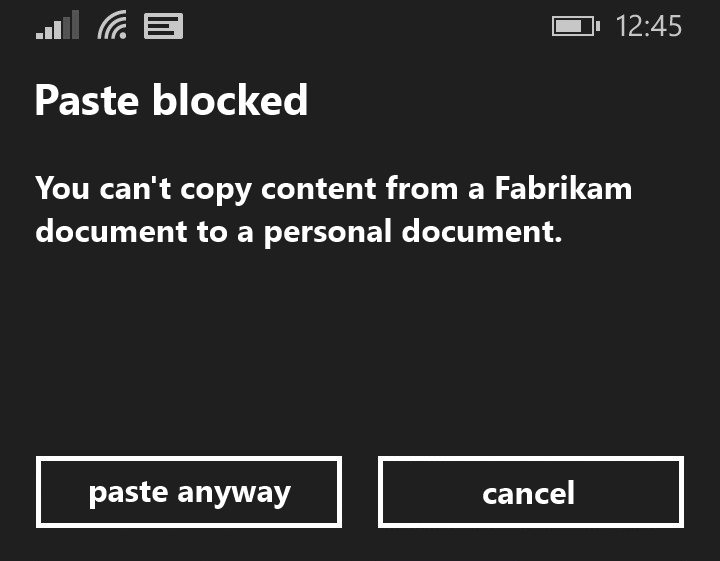 12:45
Paste blocked
You can't copy content from a Fabrikam
document to a personal document.
paste anyway
cancel